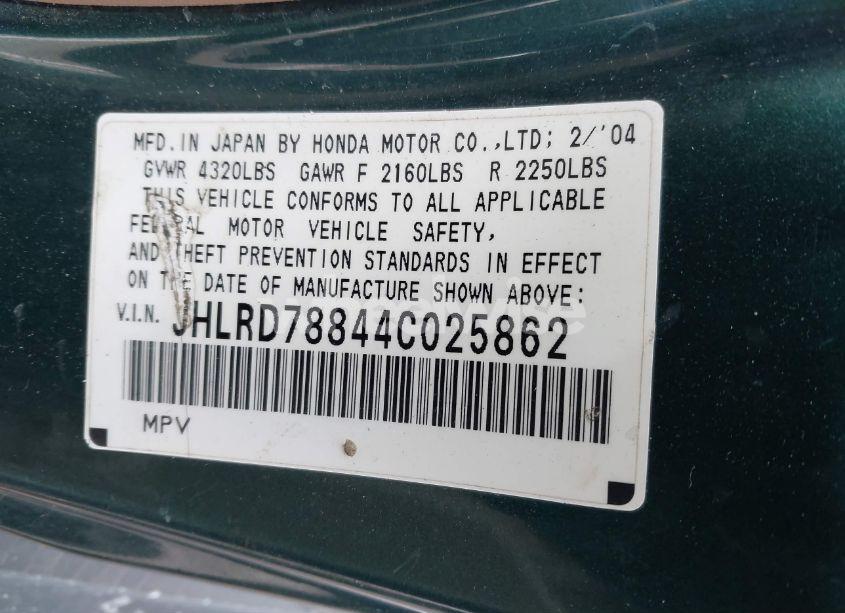 MFD. IN JAPAN BY HONDA MOTOR CO.,LTD; 2/'04
GVWR 4320LBS GAWR F 2160LBS R 2250LBS
THIS VEHICLE CONFORMS TO ALL APPLICABLE
FEDERAL MOTOR VEHICLE SAFETY,
AND THEFT PREVENTION STANDARDS IN EFFECT
ON THE DATE OF MANUFACTURE SHOWN ABOVE:
V.I.N. JHLRD78844C025862
MPV